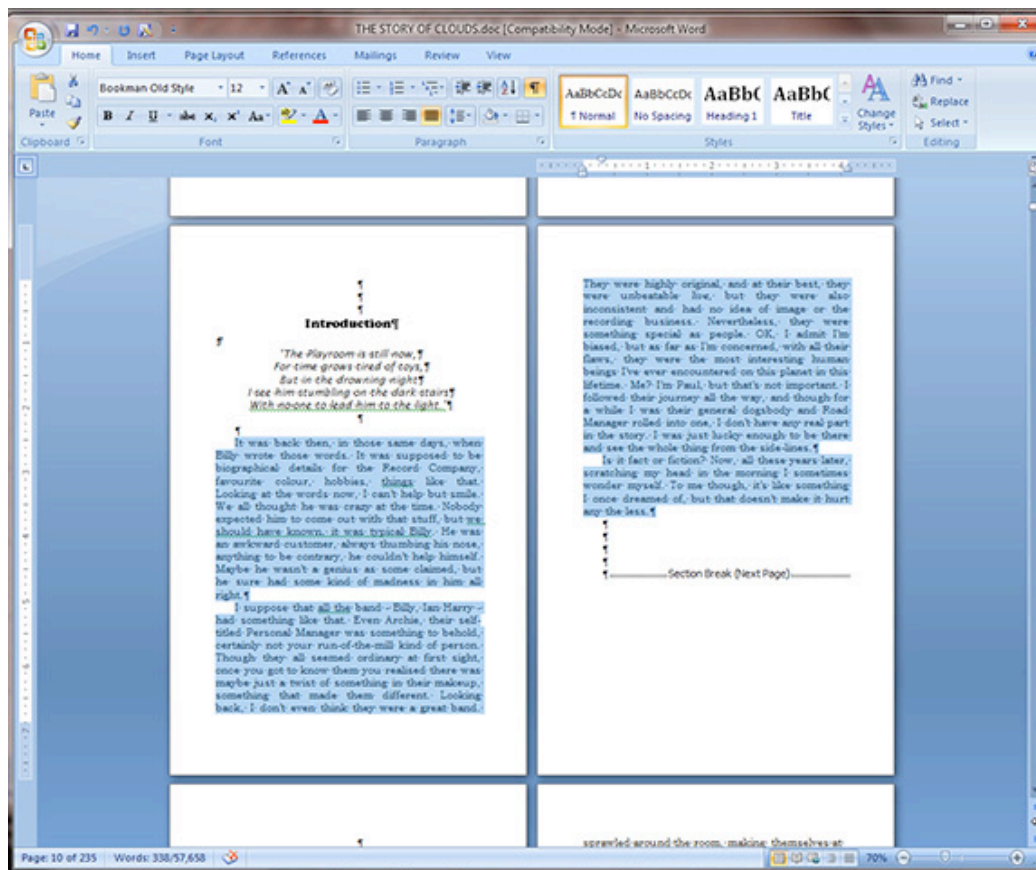 THE STORY OF CLOUDS.doc [Compatibility Mode] - Microsoft Word
Home Insert Page Layout References Mailings Review View
Paste
Bookman Old Style 12
B I U abc x, x² Aa A
AaBbCcDc AaBbCcDc AaBbC AaBbC
¶ Normal No Spacing Heading 1 Title
Change Styles
Find
Replace
Select
Clipboard Font Paragraph Styles Editing
Introduction¶
'The Playroom is still now,¶
For time grows tired of toys,¶
But in the drowning night¶
I see him stumbling on the dark stairs¶
With no-one to lead him to the light.'¶
It was back then, in those same days, when
Billy wrote those words. It was supposed to be
biographical details for the Record Company,
favourite colour, hobbies, things like that.
Looking at the words now, I can't help but smile.
We all thought he was crazy at the time. Nobody
expected him to come out with that stuff, but we
should have known, it was typical Billy. He was
an awkward customer, always thumbing his nose,
anything to be contrary, he couldn't help himself.
Maybe he wasn't a genius as some claimed, but
he sure had some kind of madness in him all
right.¶
I suppose that all the band - Billy, Ian Harry -
had something like that. Even Archie, their self-
titled Personal Manager was something to behold,
certainly not your run-of-the-mill kind of person.
Though they all seemed ordinary at first sight,
once you got to know them you realised there was
maybe just a twist of something in their makeup,
something that made them different. Looking
back, I don't even think they were a great band.
They were highly original, and at their best, they
were unbeatable live, but they were also
inconsistent and had no idea of image or the
recording business. Nevertheless, they were
something special as people. OK, I admit I'm
biased, but as far as I'm concerned, with all their
flaws, they were the most interesting human
beings I've ever encountered on this planet in this
lifetime. Me? I'm Paul, but that's not important. I
followed their journey all the way, and though for
a while I was their general dogsbody and Road
Manager rolled into one, I don't have any real part
in the story. I was just lucky enough to be there
and see the whole thing from the side-lines.¶
Is it fact or fiction? Now, all these years later,
scratching my head in the morning I sometimes
wonder myself. To me though, it's like something
I once dreamed of, but that doesn't make it hurt
any the less.¶
Section Break (Next Page)
sprawled around the room, making themselves at
Page: 10 of 235 Words: 338/57,658 70%